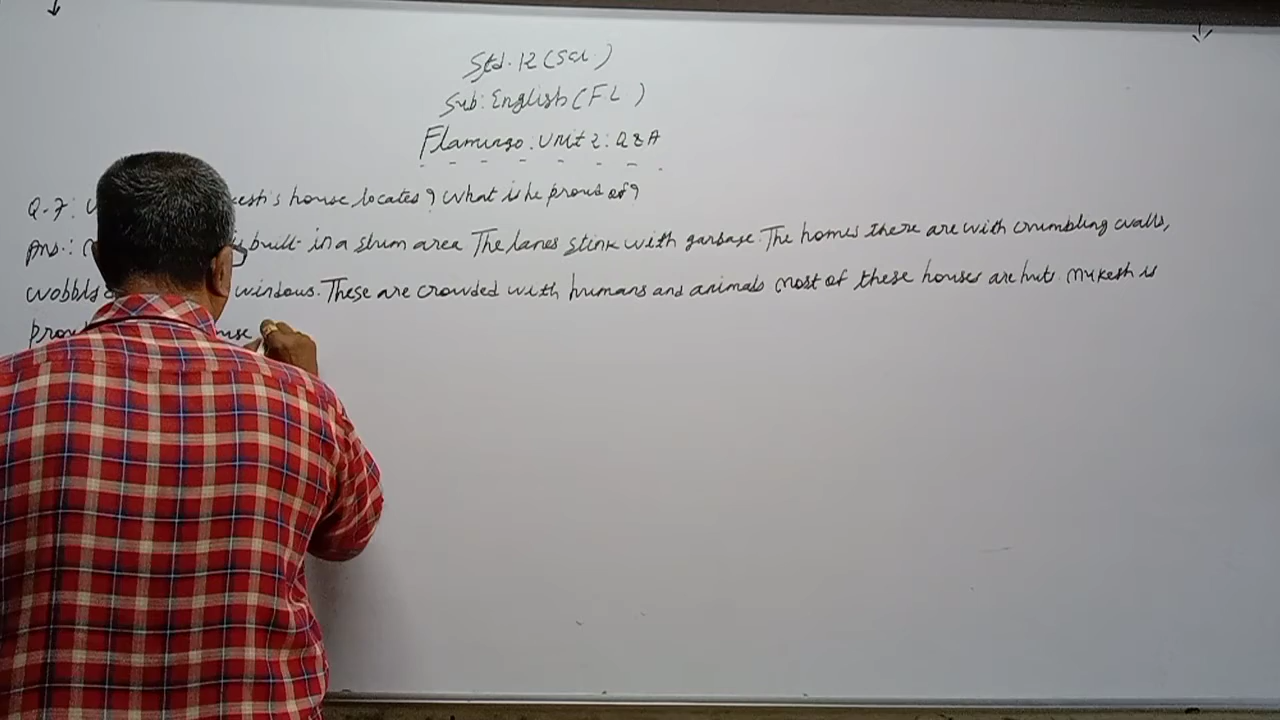 Std. 12 (Sci.)
Sub: English (FL)
Flamingo: Unit 2: Q & A
Q-7: house locates? What is he proud of?
Ans.: built in a slum area The lanes stink with garbage. The homes there are with crumbling walls,
wobbly windows. These are crowded with humans and animals most of these houses are huts. Mukesh is